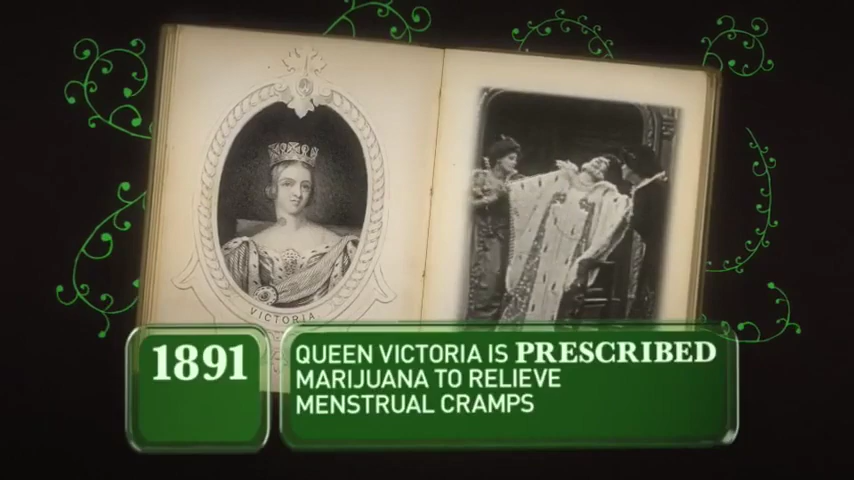 VICTORIA.
1891
QUEEN VICTORIA IS PRESCRIBED
MARIJUANA TO RELIEVE
MENSTRUAL CRAMPS